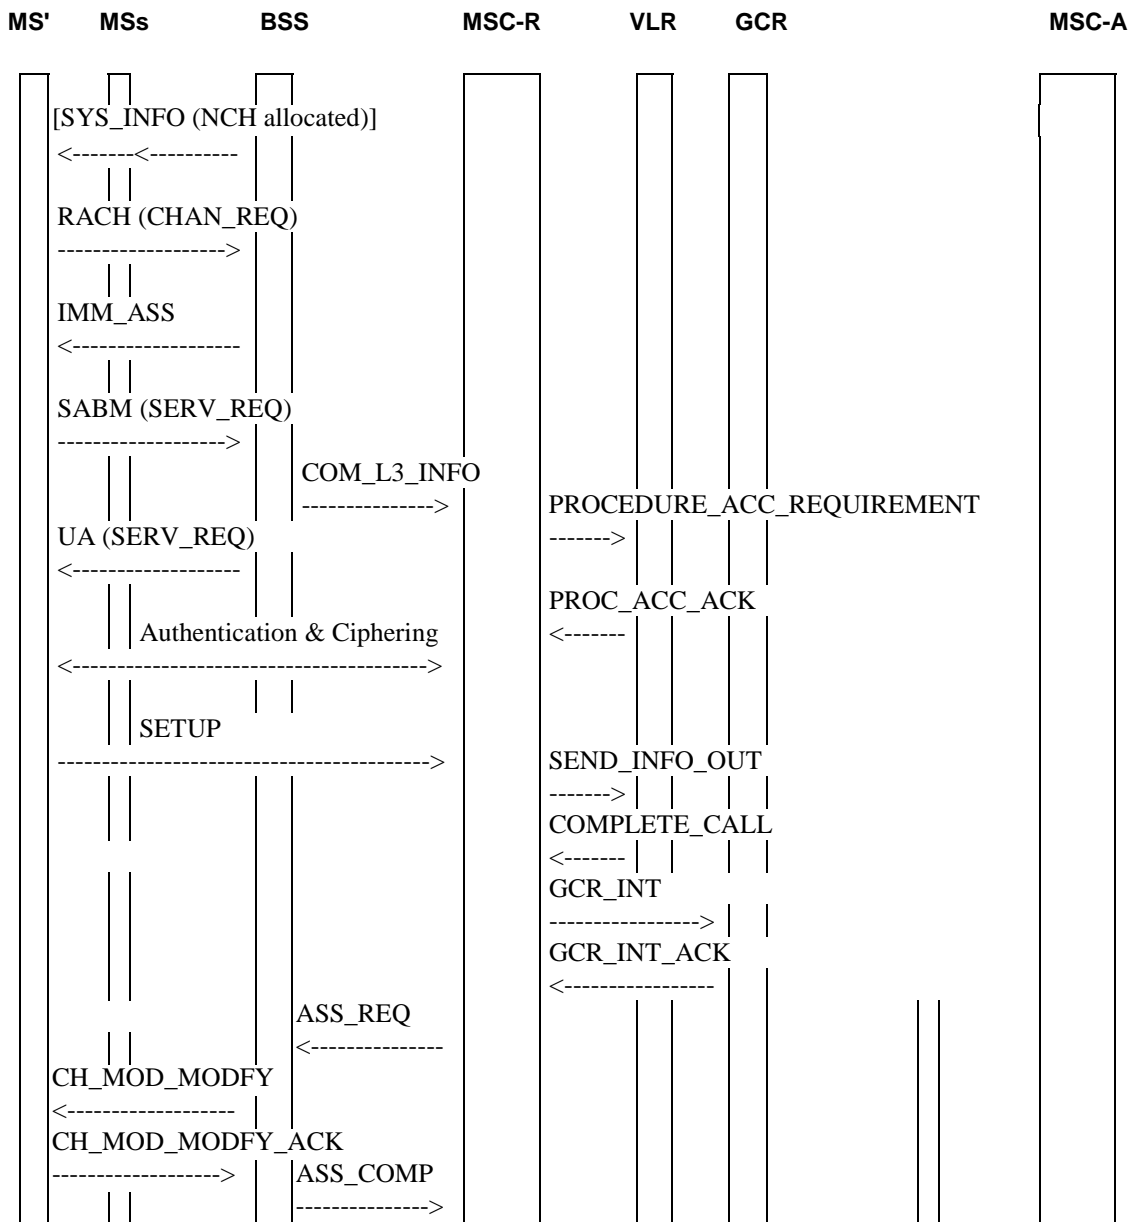 MS' MSs BSS MSC-R VLR GCR MSC-A
[SYS_INFO (NCH allocated)]
<-------<----------
RACH (CHAN_REQ)
------------------->
IMM_ASS
<-------------------
SABM (SERV_REQ)
------------------->
COM_L3_INFO
---------------> PROCEDURE_ACC_REQUIREMENT
UA (SERV_REQ) ------->
<-------------------
PROC_ACC_ACK
Authentication & Ciphering <-------
<---------------------------------------->
SETUP
------------------------------------------> SEND_INFO_OUT
------->
COMPLETE_CALL
<-------
GCR_INT
----------------->
GCR_INT_ACK
<-----------------
ASS_REQ
<---------------
CH_MOD_MODFY
<-------------------
CH_MOD_MODFY_ACK
-------------------> ASS_COMP
--------------->